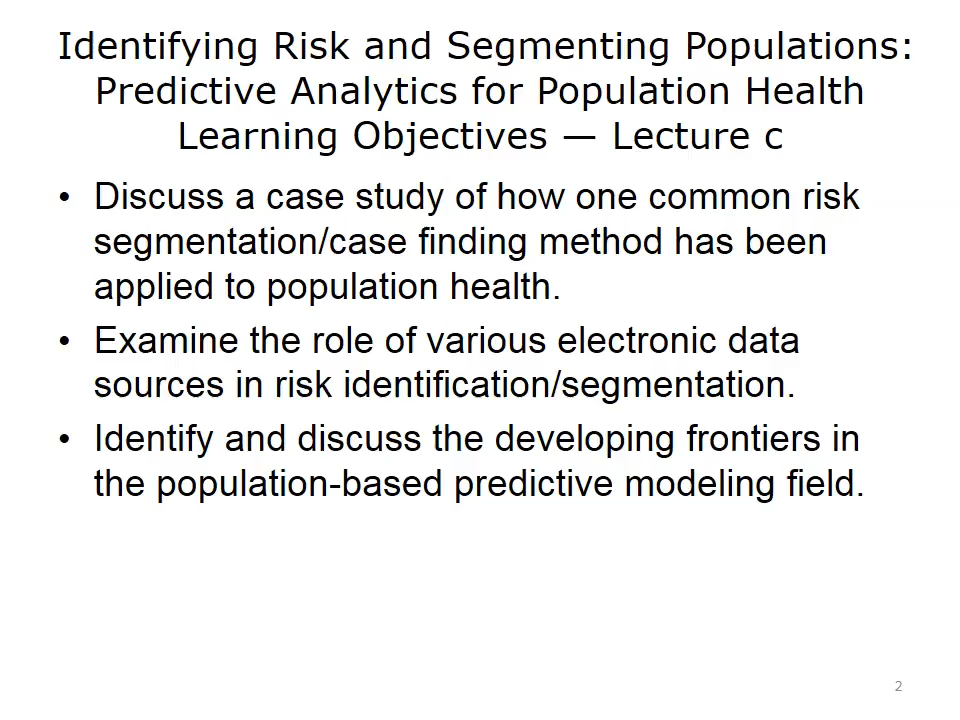 Identifying Risk and Segmenting Populations:
Predictive Analytics for Population Health
Learning Objectives — Lecture c
• Discuss a case study of how one common risk
segmentation/case finding method has been
applied to population health.
• Examine the role of various electronic data
sources in risk identification/segmentation.
• Identify and discuss the developing frontiers in
the population-based predictive modeling field.
2